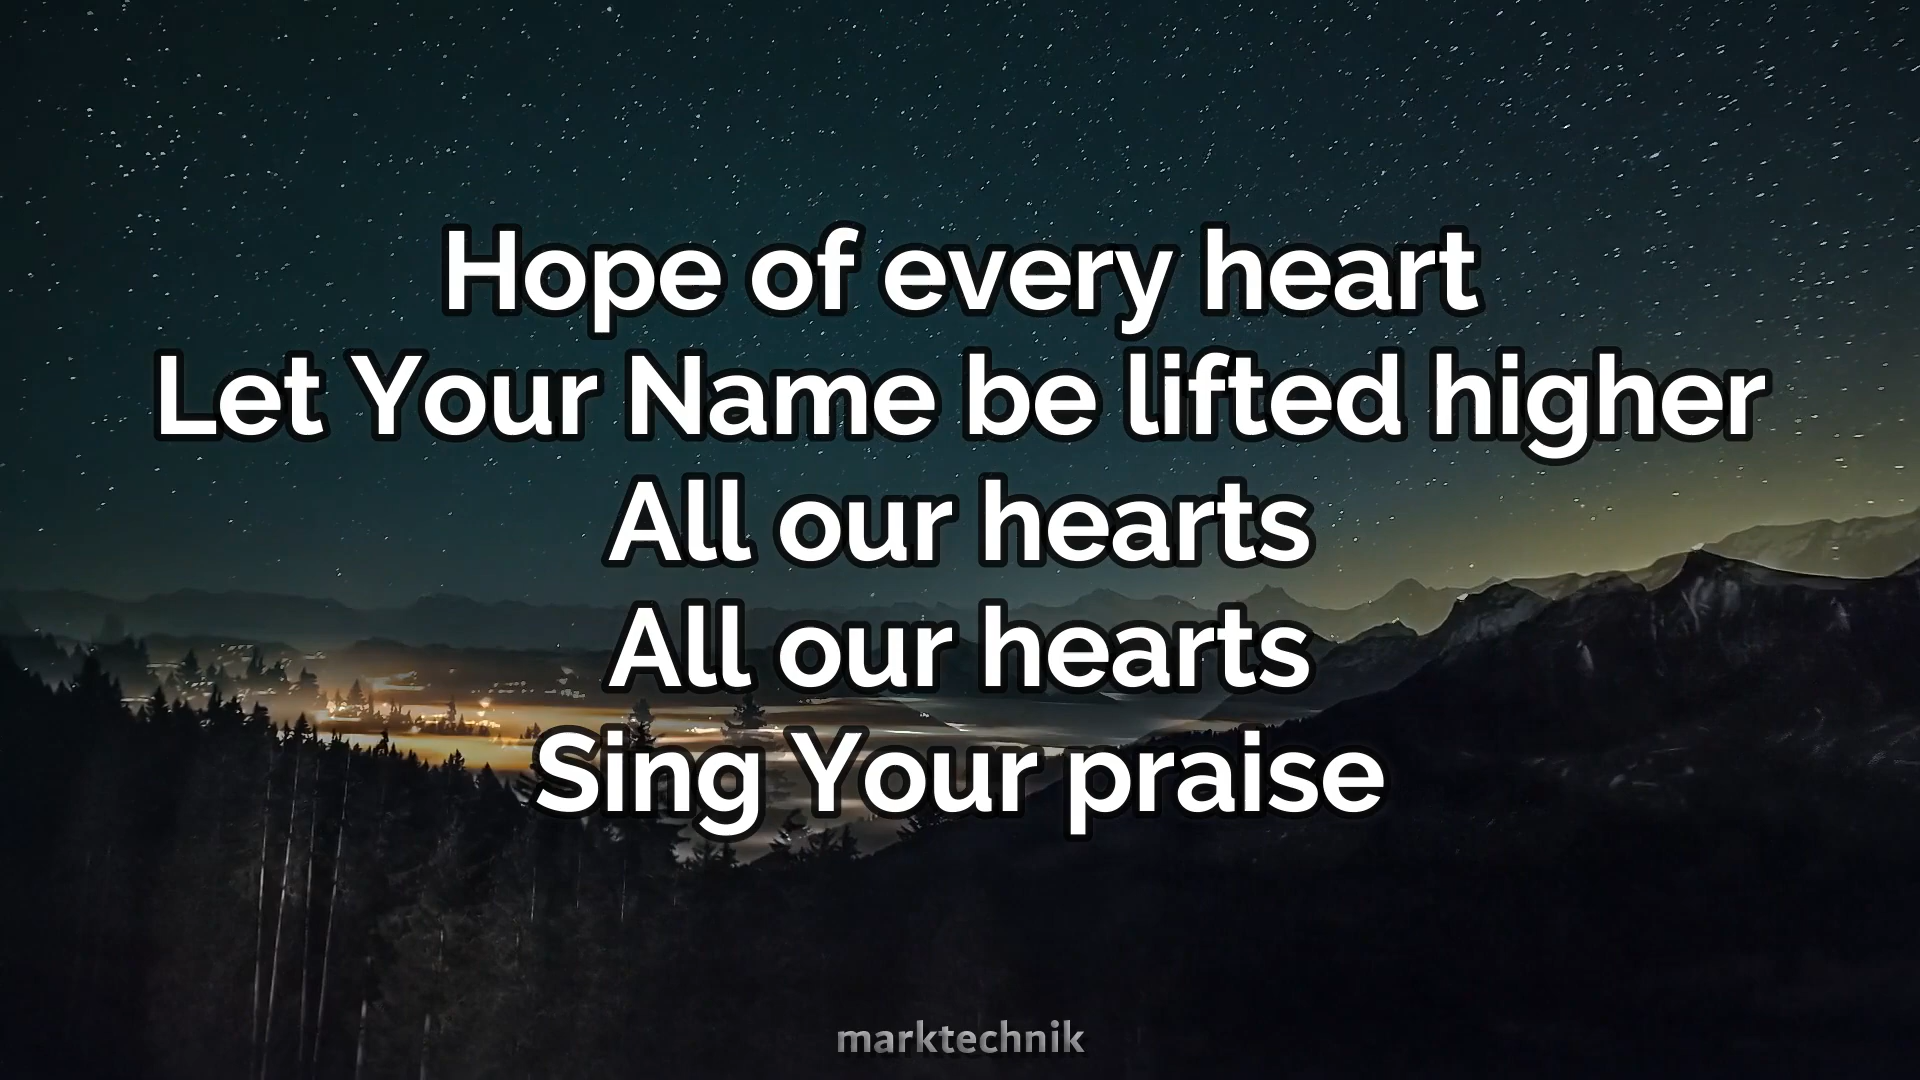 Hope of every heart
Let Your Name be lifted higher
All our hearts
All our hearts
Sing Your praise
marktechnik